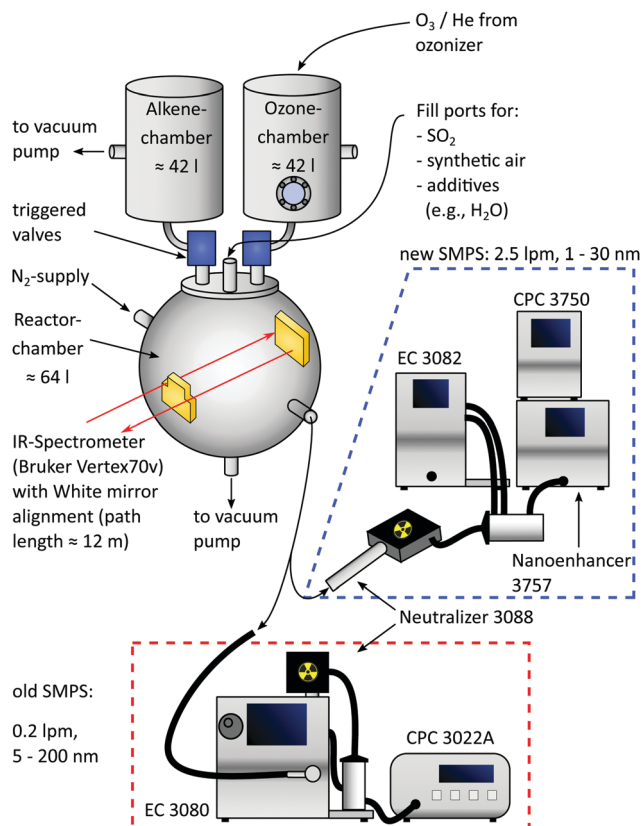 O3 / He from
ozonizer
Alkene-
chamber
≈ 42 l
Ozone-
chamber
≈ 42 l
to vacuum
pump
Fill ports for:
- SO2
- synthetic air
- additives
(e.g., H2O)
triggered
valves
N2-supply
Reactor-
chamber
≈ 64 l
new SMPS: 2.5 lpm, 1 - 30 nm
CPC 3750
EC 3082
IR-Spectrometer
(Bruker Vertex70v)
with White mirror
alignment (path
length ≈ 12 m)
to vacuum
pump
Nanoenhancer
3757
Neutralizer 3088
old SMPS:
0.2 lpm,
5 - 200 nm
CPC 3022A
EC 3080